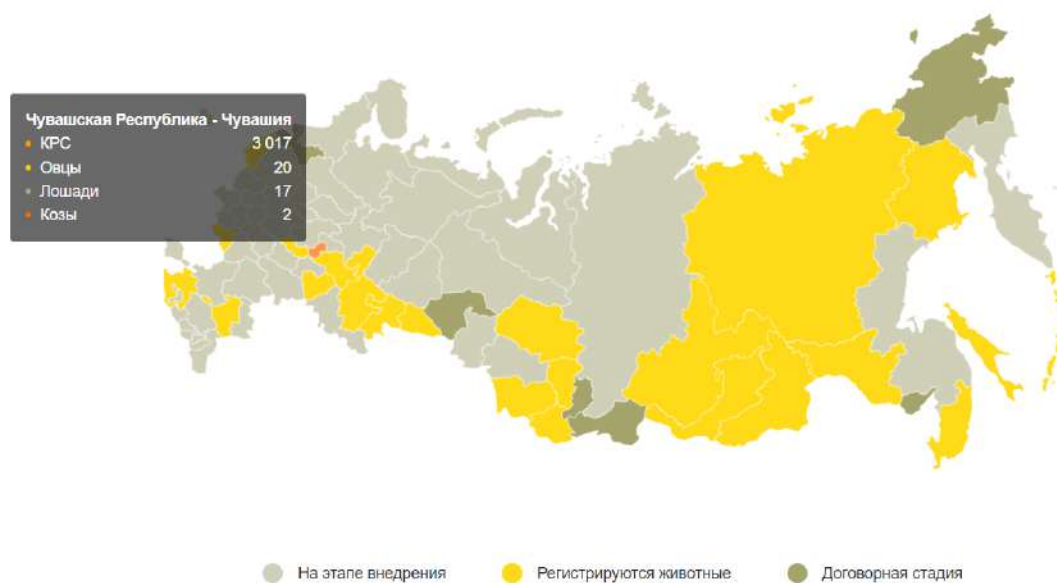 Чувашская Республика - Чувашия
КРС 3 017
Овцы 20
Лошади 17
Козы 2
На этапе внедрения Регистрируются животные Договорная стадия